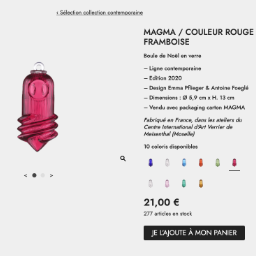 ‹ Sélection collection contemporaine
MAGMA / COULEUR ROUGE
FRAMBOISE
Boule de Noël en verre
– Ligne contemporaine
– Edition 2020
– Design Emma Pflieger & Antoine Foeglé
– Dimensions : Ø 5,9 cm x H. 13 cm
– Vendu avec packaging carton MAGMA
Fabriqué en France, dans les ateliers du
Centre International d'Art Verrier de
Meisenthal (Moselle)
10 coloris disponibles
< >
21,00 €
277 articles en stock
JE L'AJOUTE À MON PANIER